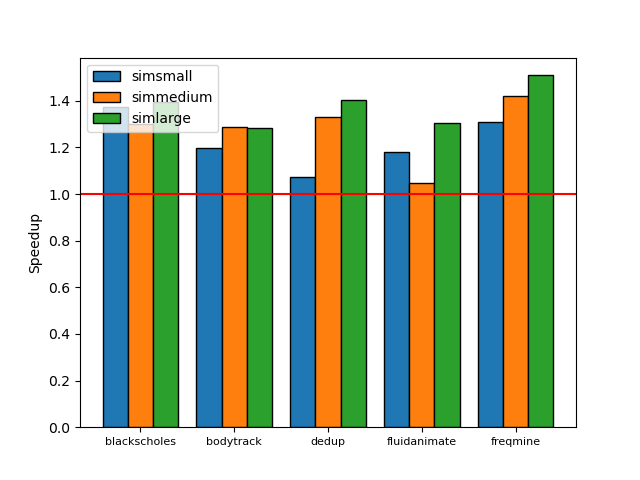 simsmall
simmedium
simlarge
Speedup
1.4
1.2
1.0
0.8
0.6
0.4
0.2
0.0
blackscholes bodytrack dedup fluidanimate freqmine